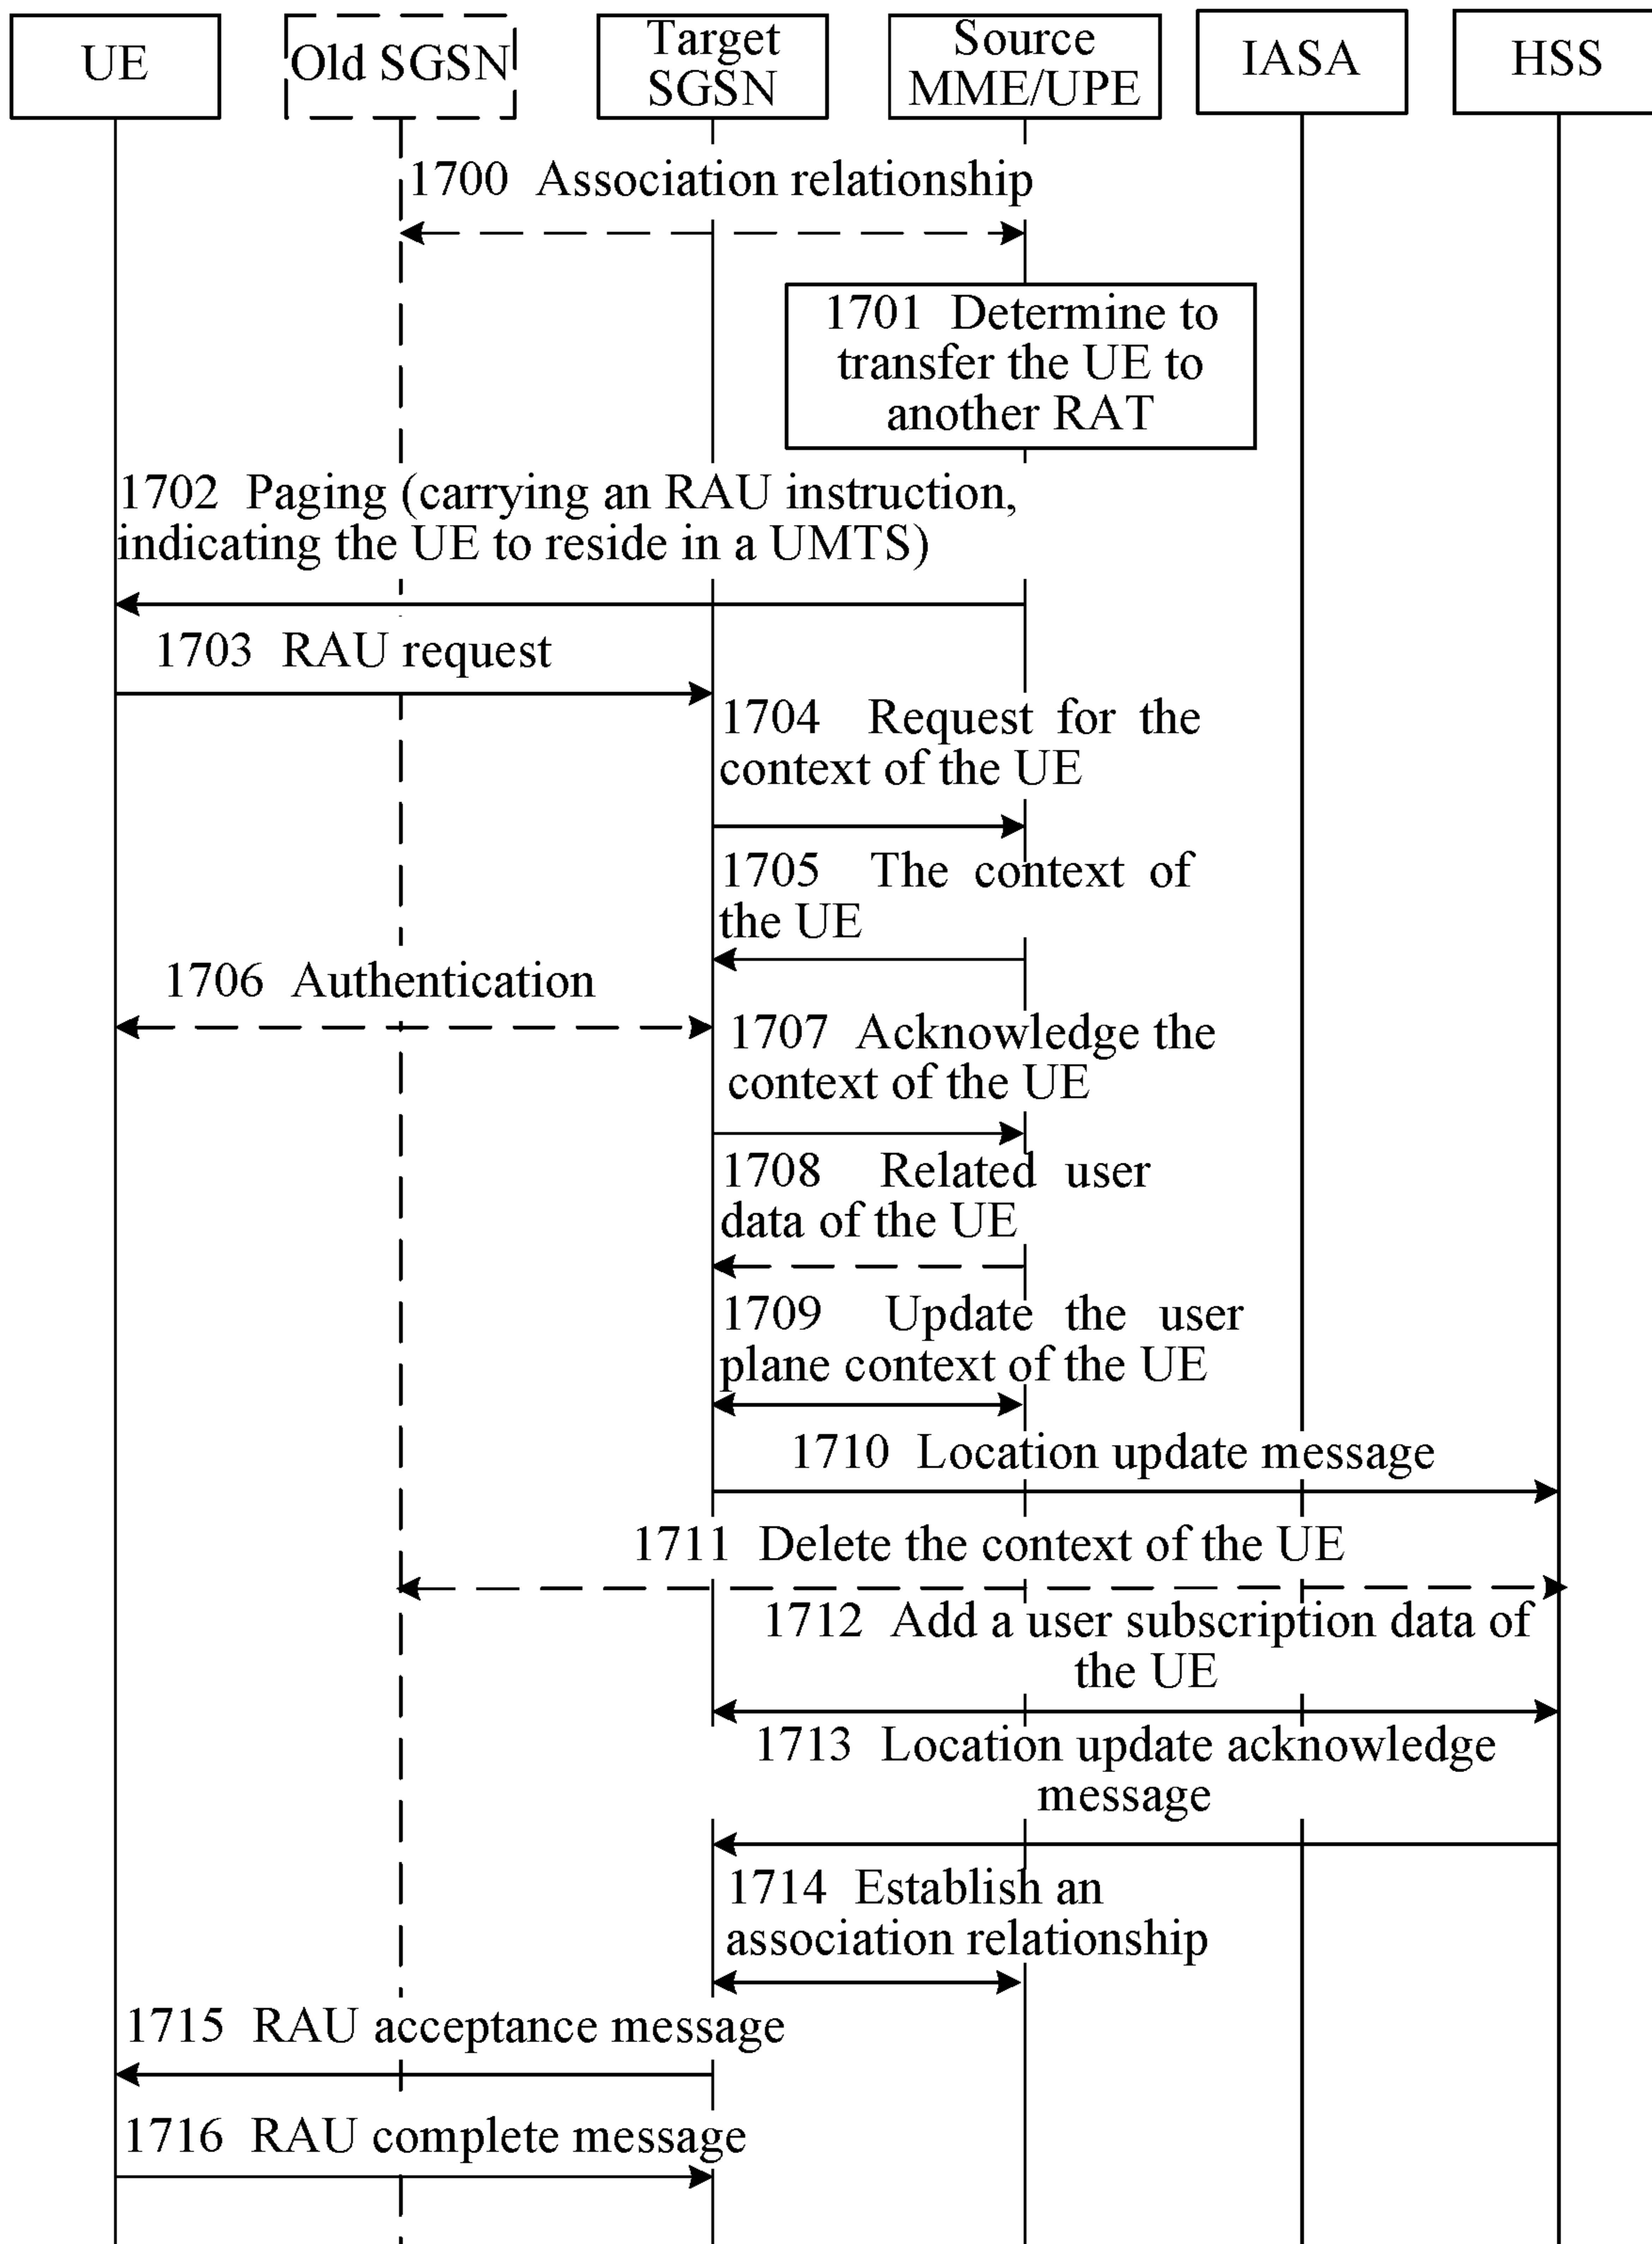 UE
Old SGSN
Target
SGSN
Source
MME/UPE
IASA
HSS
1700 Association relationship
1701 Determine to
transfer the UE to
another RAT
1702 Paging (carrying an RAU instruction,
indicating the UE to reside in a UMTS)
1703 RAU request
1704 Request for the
context of the UE
1705 The context of
the UE
1706 Authentication
1707 Acknowledge the
context of the UE
1708 Related user
data of the UE
1709 Update the user
plane context of the UE
1710 Location update message
1711 Delete the context of the UE
1712 Add a user subscription data of
the UE
1713 Location update acknowledge
message
1714 Establish an
association relationship
1715 RAU acceptance message
1716 RAU complete message